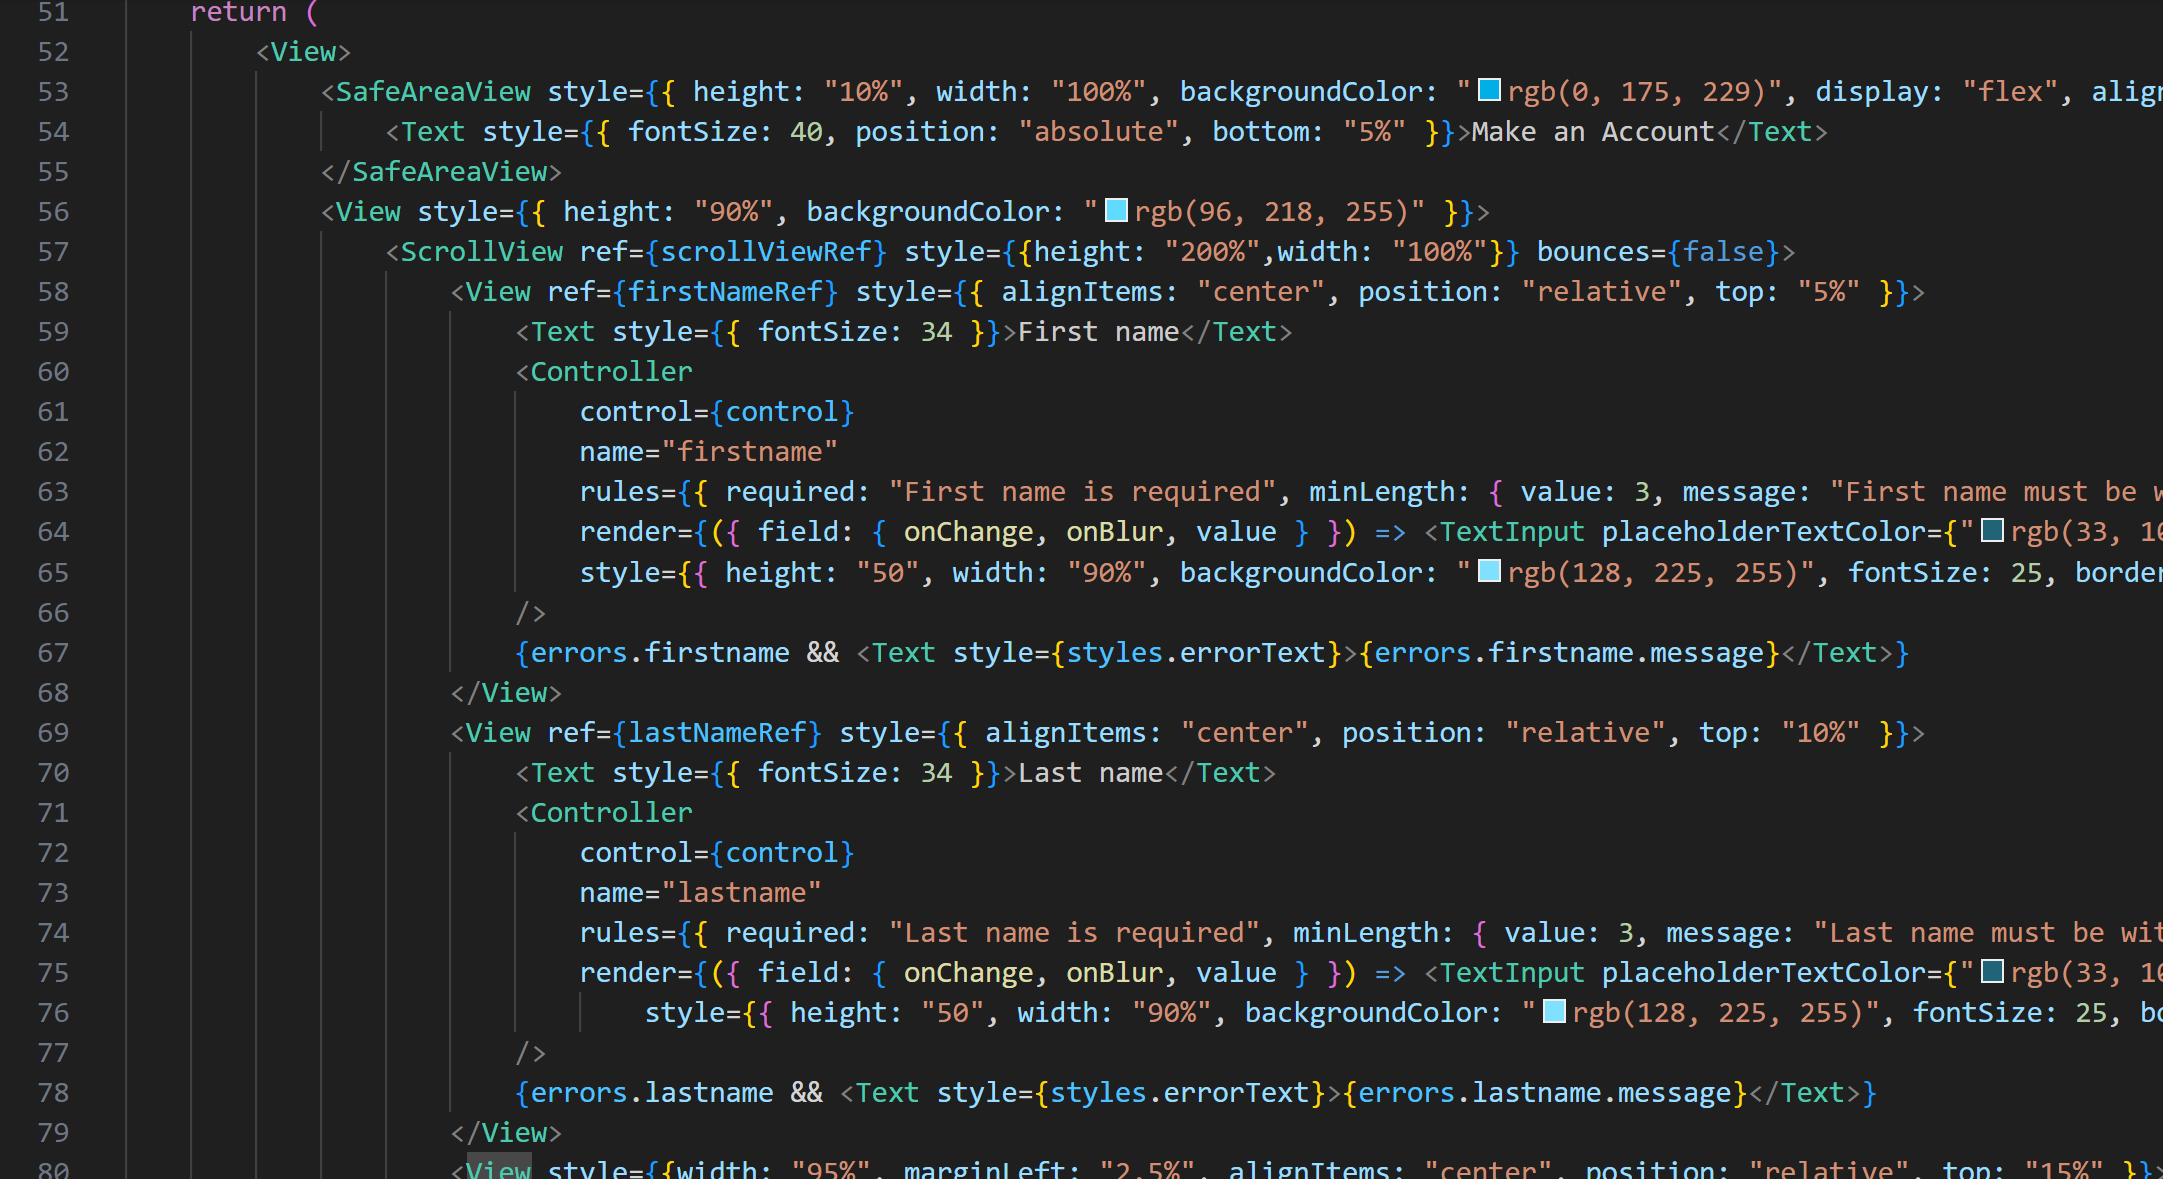 51 return (
52 <View>
53 <SafeAreaView style={{ height: "10%", width: "100%", backgroundColor: "rgb(0, 175, 229)", display: "flex", align
54 <Text style={{ fontSize: 40, position: "absolute", bottom: "5%" }}>Make an Account</Text>
55 </SafeAreaView>
56 <View style={{ height: "90%", backgroundColor: "rgb(96, 218, 255)" }}>
57 <ScrollView ref={scrollViewRef} style={{height: "200%",width: "100%"}} bounces={false}>
58 <View ref={firstNameRef} style={{ alignItems: "center", position: "relative", top: "5%" }}>
59 <Text style={{ fontSize: 34 }}>First name</Text>
60 <Controller
61 control={control}
62 name="firstname"
63 rules={{ required: "First name is required", minLength: { value: 3, message: "First name must be w
64 render={({ field: { onChange, onBlur, value } }) => <TextInput placeholderTextColor={"rgb(33, 10
65 style={{ height: "50", width: "90%", backgroundColor: "rgb(128, 225, 255)", fontSize: 25, border
66 />
67 {errors.firstname && <Text style={styles.errorText}>{errors.firstname.message}</Text>}
68 </View>
69 <View ref={lastNameRef} style={{ alignItems: "center", position: "relative", top: "10%" }}>
70 <Text style={{ fontSize: 34 }}>Last name</Text>
71 <Controller
72 control={control}
73 name="lastname"
74 rules={{ required: "Last name is required", minLength: { value: 3, message: "Last name must be wit
75 render={({ field: { onChange, onBlur, value } }) => <TextInput placeholderTextColor={"rgb(33, 10
76 style={{ height: "50", width: "90%", backgroundColor: "rgb(128, 225, 255)", fontSize: 25, bo
77 />
78 {errors.lastname && <Text style={styles.errorText}>{errors.lastname.message}</Text>}
79 </View>
80 <View style={{width: "95%", marginLeft: "2.5%", alignItems: "center", position: "relative", top: "15%" }}>